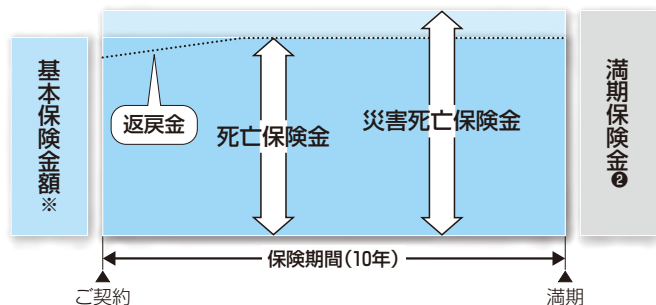 基本保険金額※
返戻金
死亡保険金
災害死亡保険金
満期保険金❷
保険期間(10年)
ご契約
満期